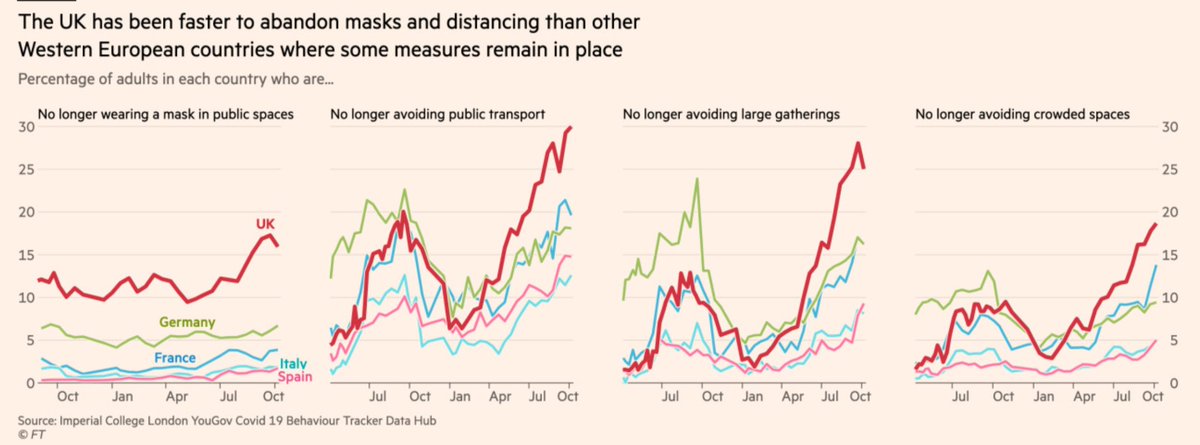 The UK has been faster to abandon masks and distancing than other
Western European countries where some measures remain in place
Percentage of adults in each country who are...
No longer wearing a mask in public spaces
30
25
20
15
10
5
0
UK
Germany
France
Italy
Spain
Oct Jan Apr Jul Oct
No longer avoiding public transport
Jul Oct Jan Apr Jul Oct
No longer avoiding large gatherings
Jul Oct Jan Apr Jul Oct
No longer avoiding crowded spaces
30
25
20
15
10
5
0
Jul Oct Jan Apr Jul Oct
Source: Imperial College London YouGov Covid 19 Behaviour Tracker Data Hub
© FT